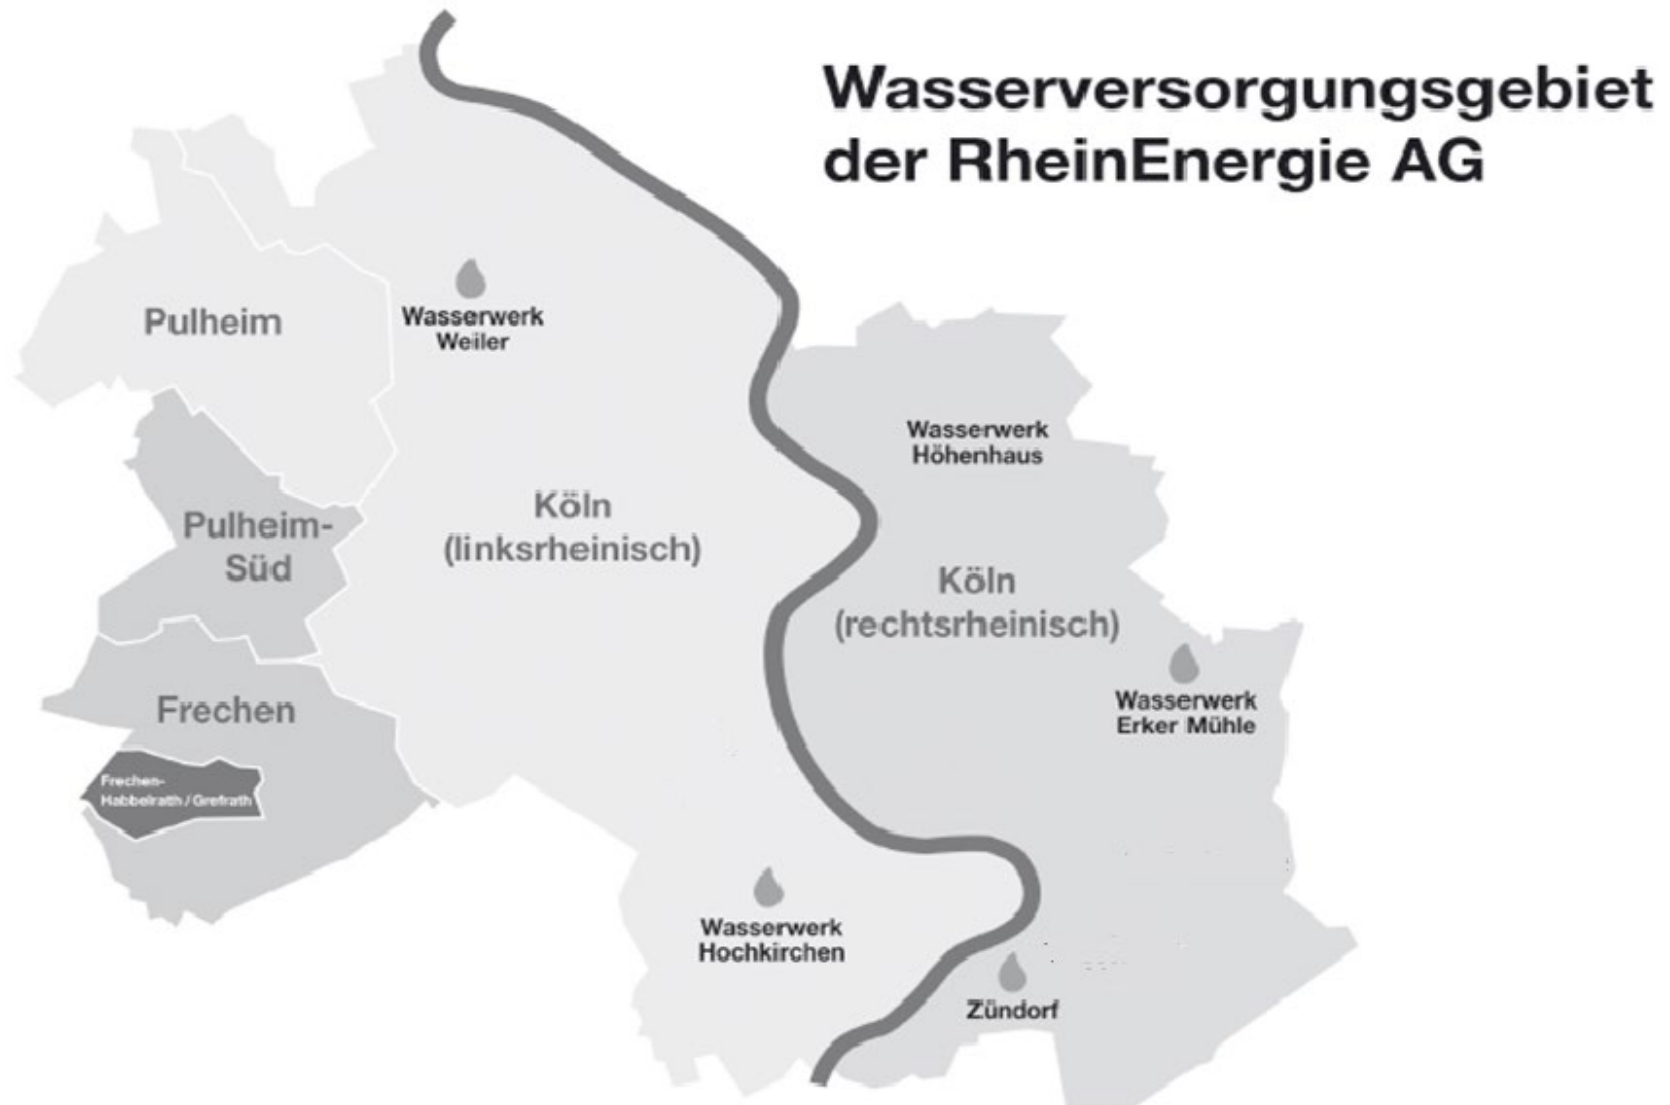 Wasserversorgungsgebiet
der RheinEnergie AG
Pulheim
Wasserwerk
Weiler
Wasserwerk
Höhenhaus
Pulheim-
Süd
Köln
(linksrheinisch)
Köln
(rechtsrheinisch)
Wasserwerk
Erker Mühle
Frechen
Frechen-
Habbelrath / Grefrath
Wasserwerk
Hochkirchen
Zündorf